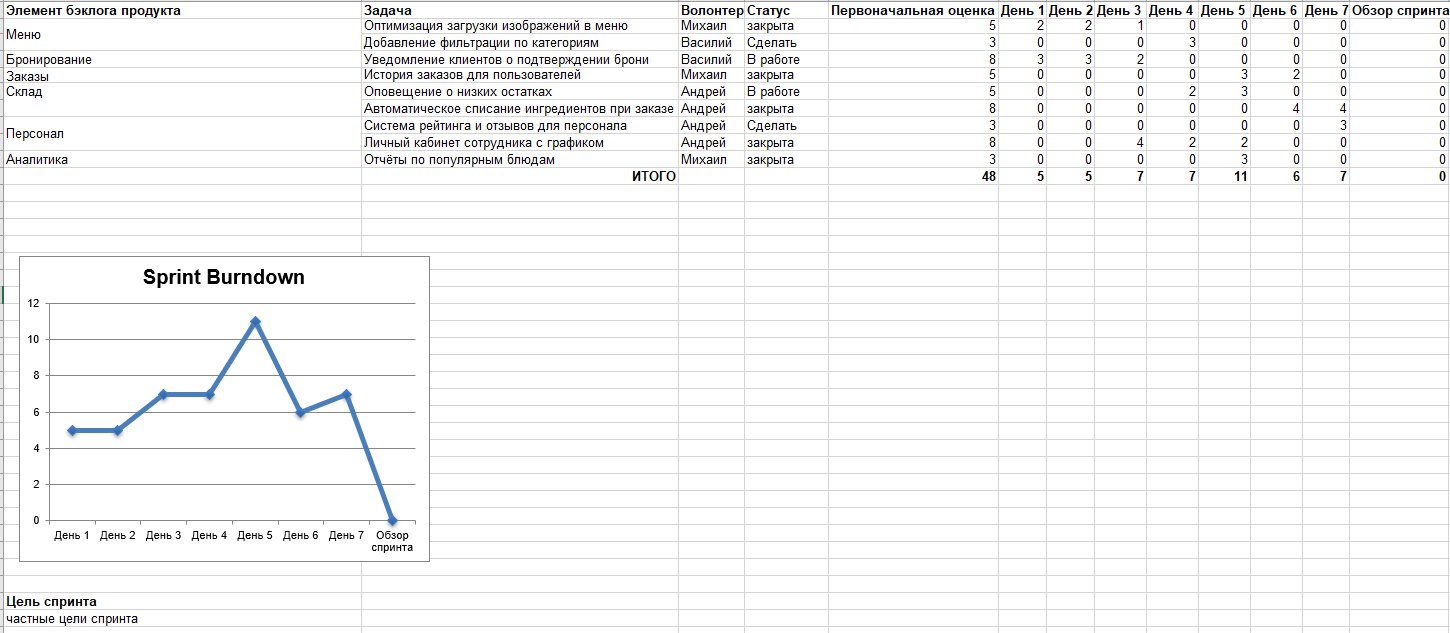 Элемент бэклога продукта Задача Волонтер Статус Первоначальная оценка День 1 День 2 День 3 День 4 День 5 День 6 День 7 Обзор спринта
Меню Оптимизация загрузки изображений в меню Михаил закрыта 5 2 2 1 0 0 0 0 0
Добавление фильтрации по категориям Василий Сделать 3 0 0 0 3 0 0 0 0
Бронирование Уведомление клиентов о подтверждении брони Василий В работе 8 3 3 2 0 0 0 0 0
Заказы История заказов для пользователей Михаил закрыта 5 0 0 0 0 3 2 0 0
Склад Оповещение о низких остатках Андрей В работе 5 0 0 0 2 3 0 0 0
Автоматическое списание ингредиентов при заказе Андрей закрыта 8 0 0 0 0 0 4 4 0
Персонал Система рейтинга и отзывов для персонала Андрей Сделать 3 0 0 0 0 0 0 3 0
Личный кабинет сотрудника с графиком Андрей закрыта 8 0 0 4 2 2 0 0 0
Аналитика Отчёты по популярным блюдам Михаил закрыта 3 0 0 0 0 3 0 0 0
ИТОГО 48 5 5 7 7 11 6 7 0
Sprint Burndown
12
10
8
6
4
2
0
День 1 День 2 День 3 День 4 День 5 День 6 День 7 Обзор
спринта
Цель спринта
частные цели спринта